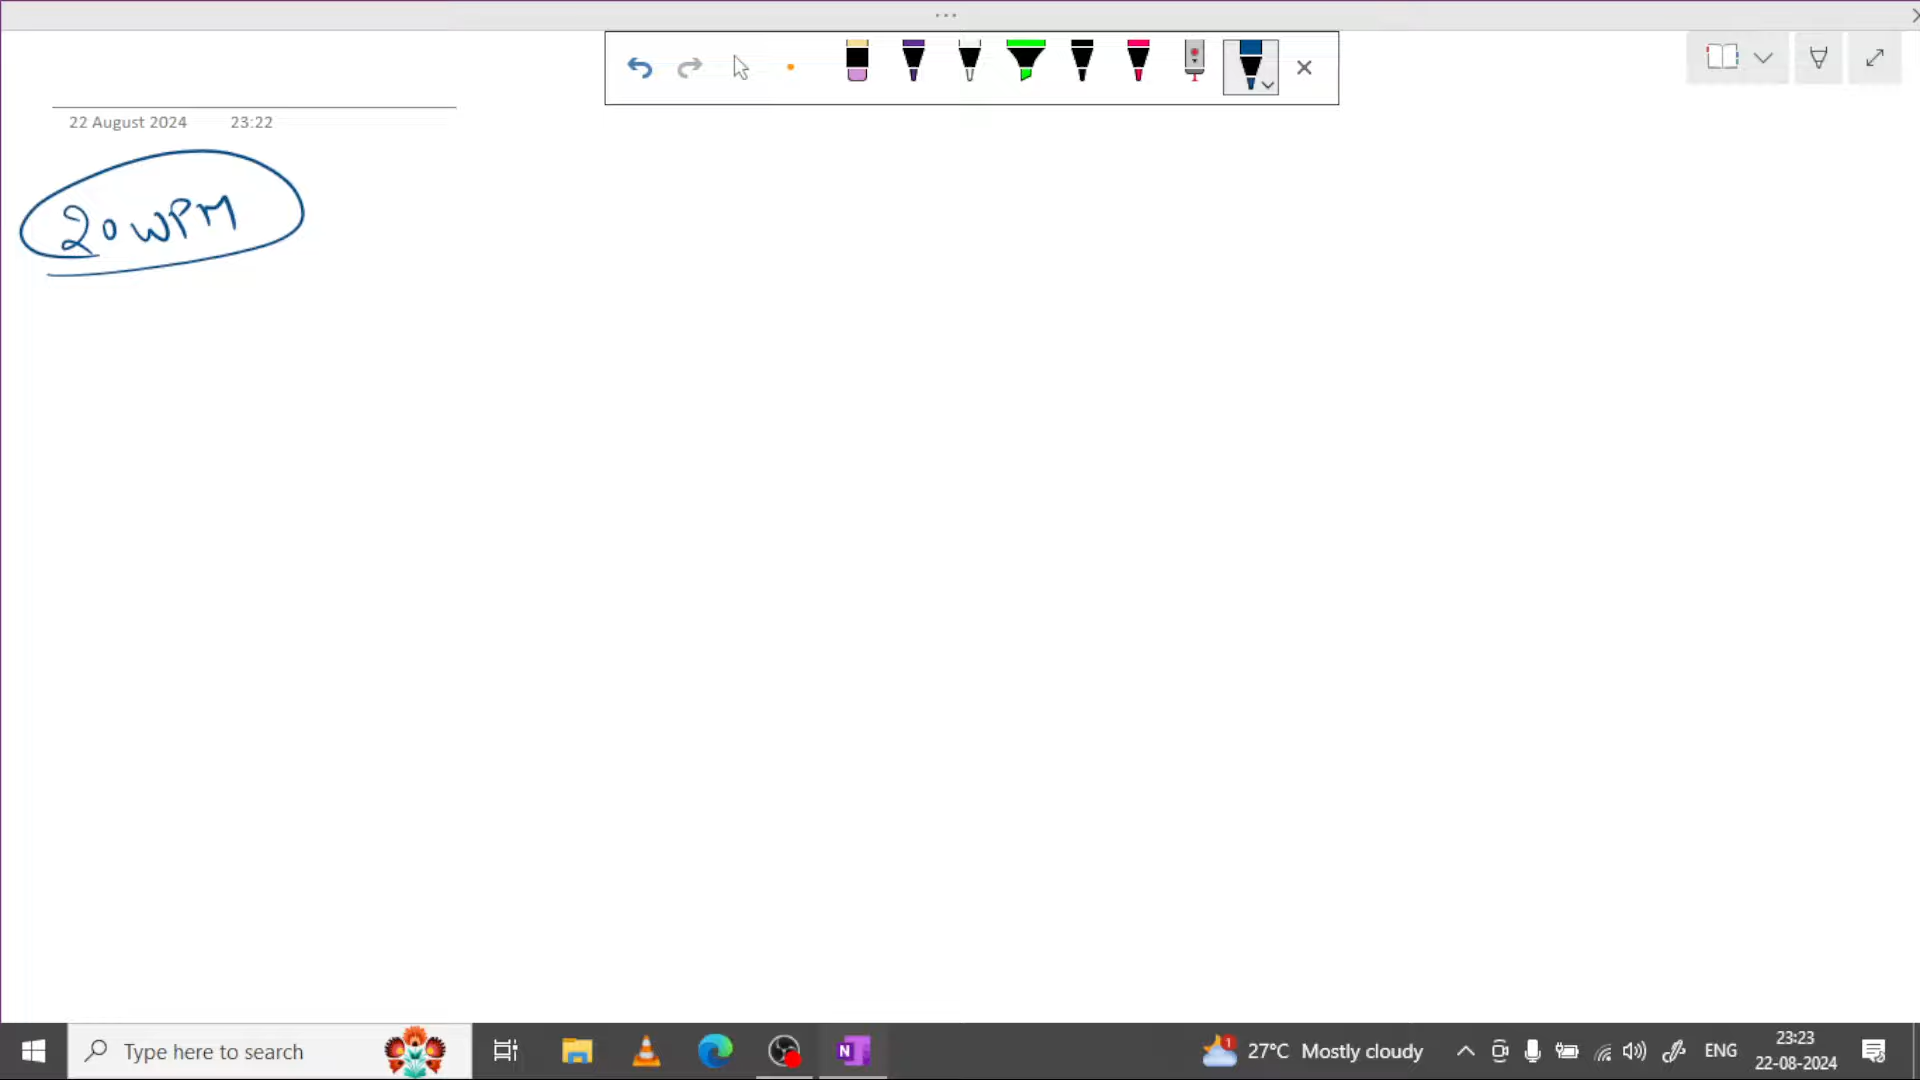 22 August 2024 23:22
20 WPM
Type here to search
1
27°C Mostly cloudy
N
ENG
23:23
22-08-2024